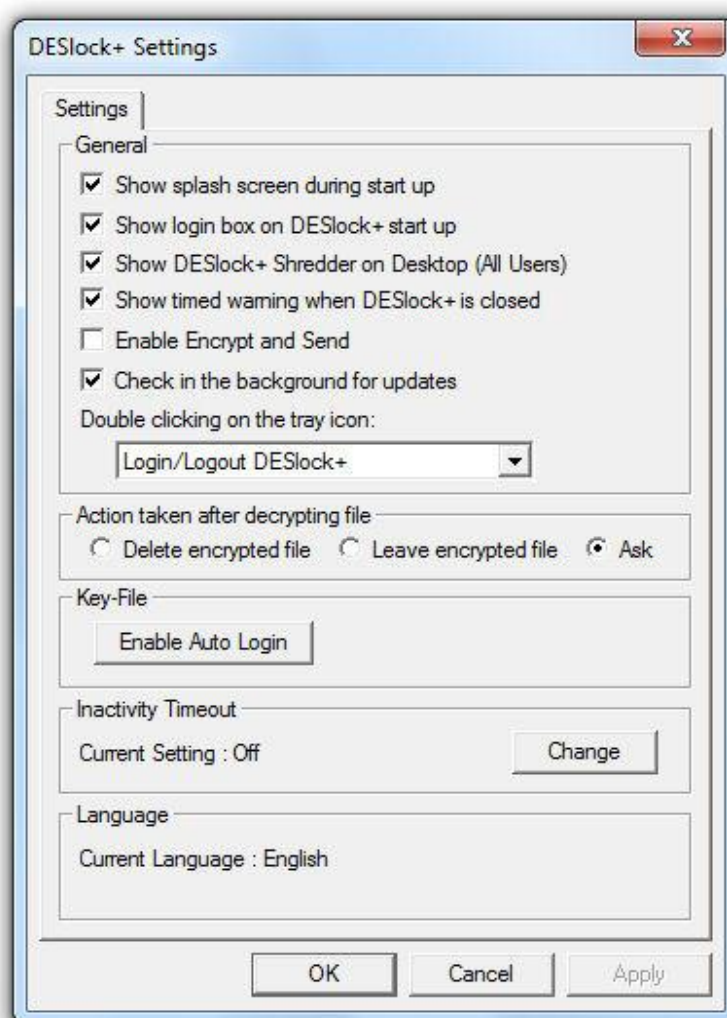 DESlock+ Settings
Settings
General
Show splash screen during start up
Show login box on DESlock+ start up
Show DESlock+ Shredder on Desktop (All Users)
Show timed warning when DESlock+ is closed
Enable Encrypt and Send
Check in the background for updates
Double clicking on the tray icon:
Login/Logout DESlock+
Action taken after decrypting file
Delete encrypted file Leave encrypted file Ask
Key-File
Enable Auto Login
Inactivity Timeout
Current Setting : Off Change
Language
Current Language : English
OK Cancel Apply